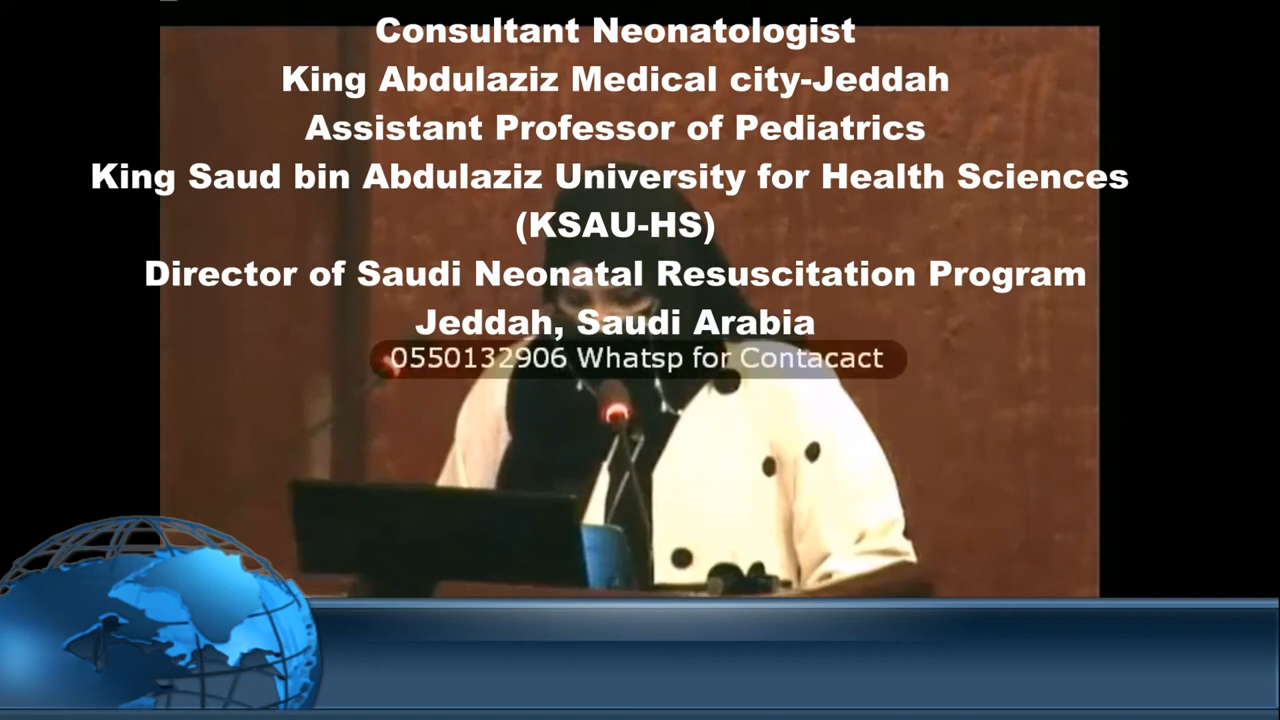 Consultant Neonatologist
King Abdulaziz Medical city-Jeddah
Assistant Professor of Pediatrics
King Saud bin Abdulaziz University for Health Sciences
(KSAU-HS)
Director of Saudi Neonatal Resuscitation Program
Jeddah, Saudi Arabia
0550132906 Whatsp for Contacact